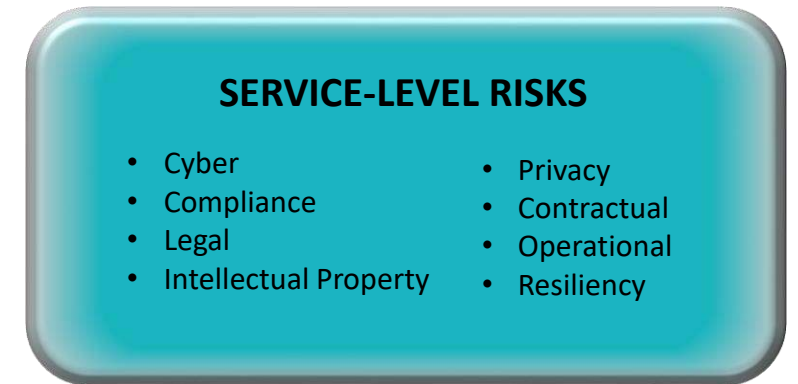 SERVICE-LEVEL RISKS
• Cyber
• Compliance
• Legal
• Intellectual Property
• Privacy
• Contractual
• Operational
• Resiliency